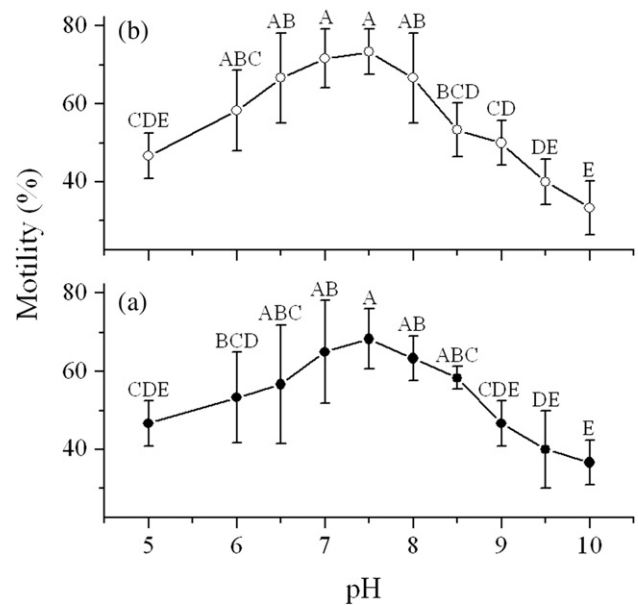 (b)
80
60
40
CDE
ABC
AB
A
A
AB
BCD
CD
DE
E
Motility (%)
(a)
80
60
40
CDE
BCD
ABC
AB
A
AB
ABC
CDE
DE
E
5 6 7 8 9 10
pH